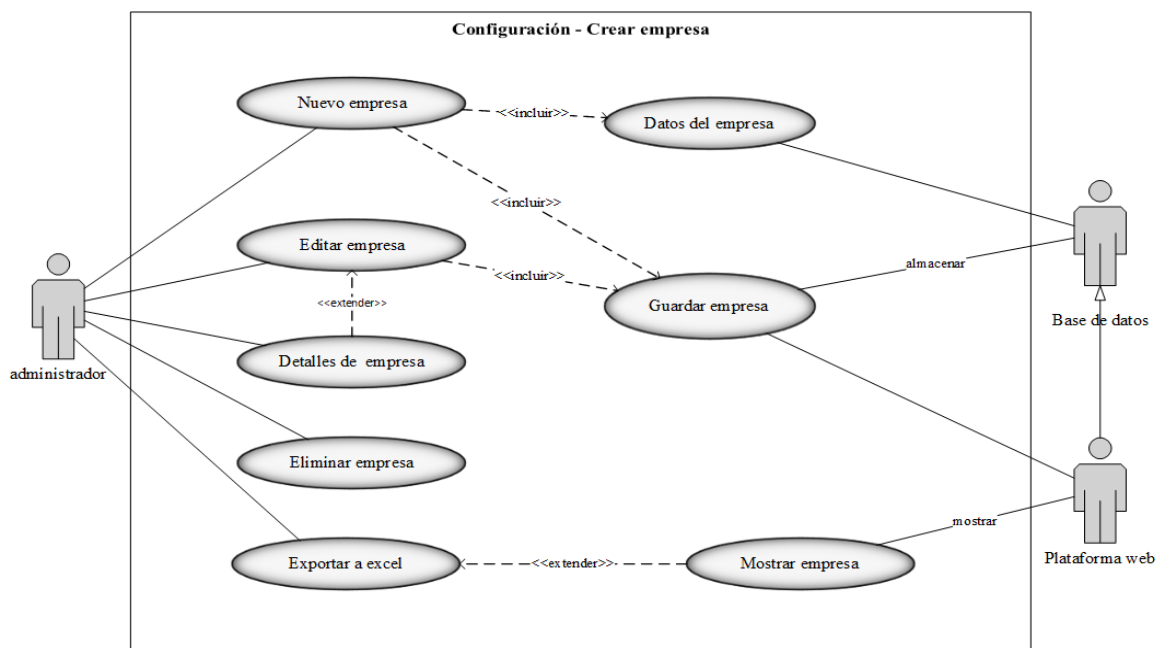 Configuración - Crear empresa
Nuevo empresa
<<incluir>>
Datos del empresa
<<incluir>>
Editar empresa
<<incluir>>
almacenar
<<extender>>
Guardar empresa
Base de datos
Detalles de empresa
administrador
Eliminar empresa
mostrar
Exportar a excel
<<extender>>
Mostrar empresa
Plataforma web